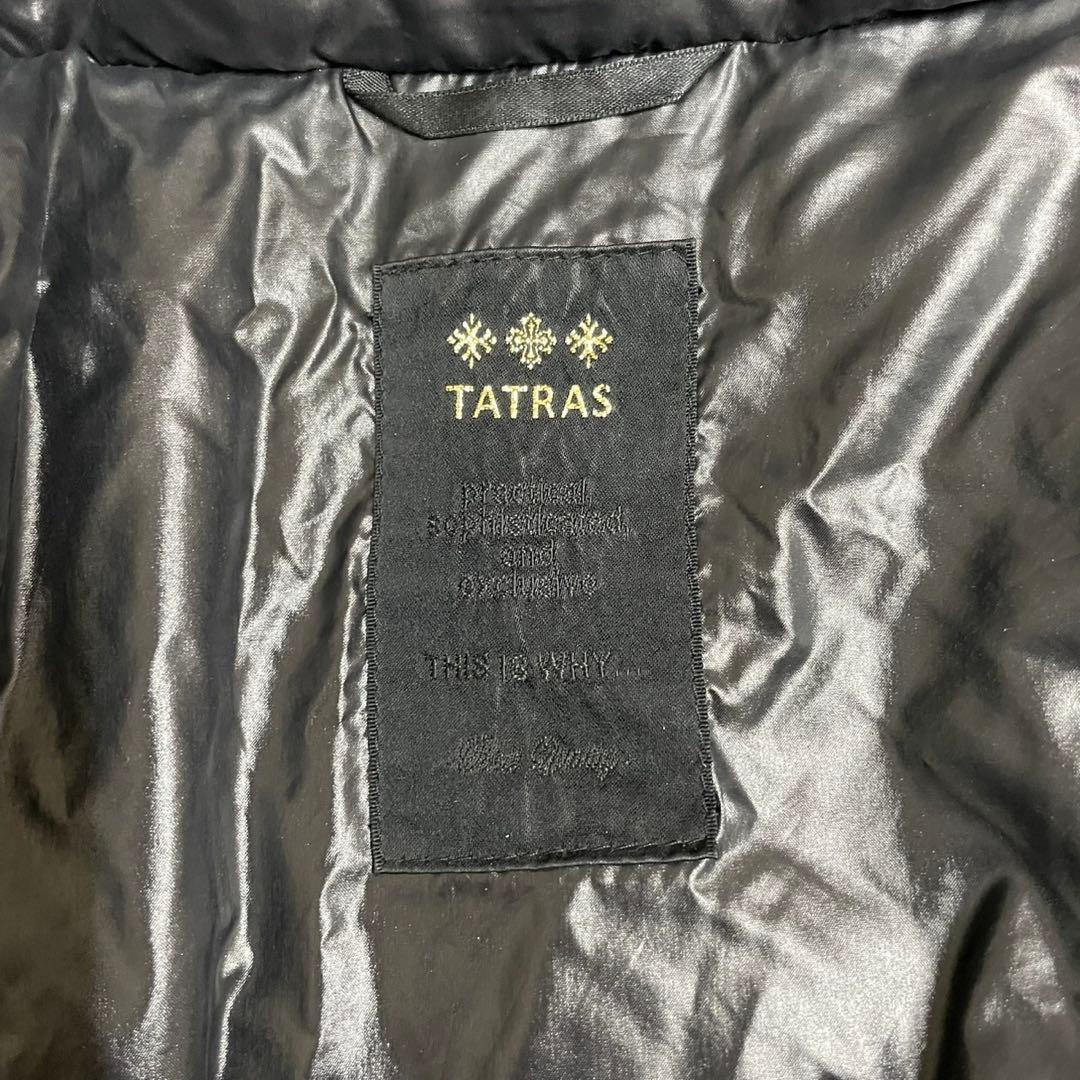 TATRAS
practical,
sophisticated,
and
exclusive
THIS IS WHY...